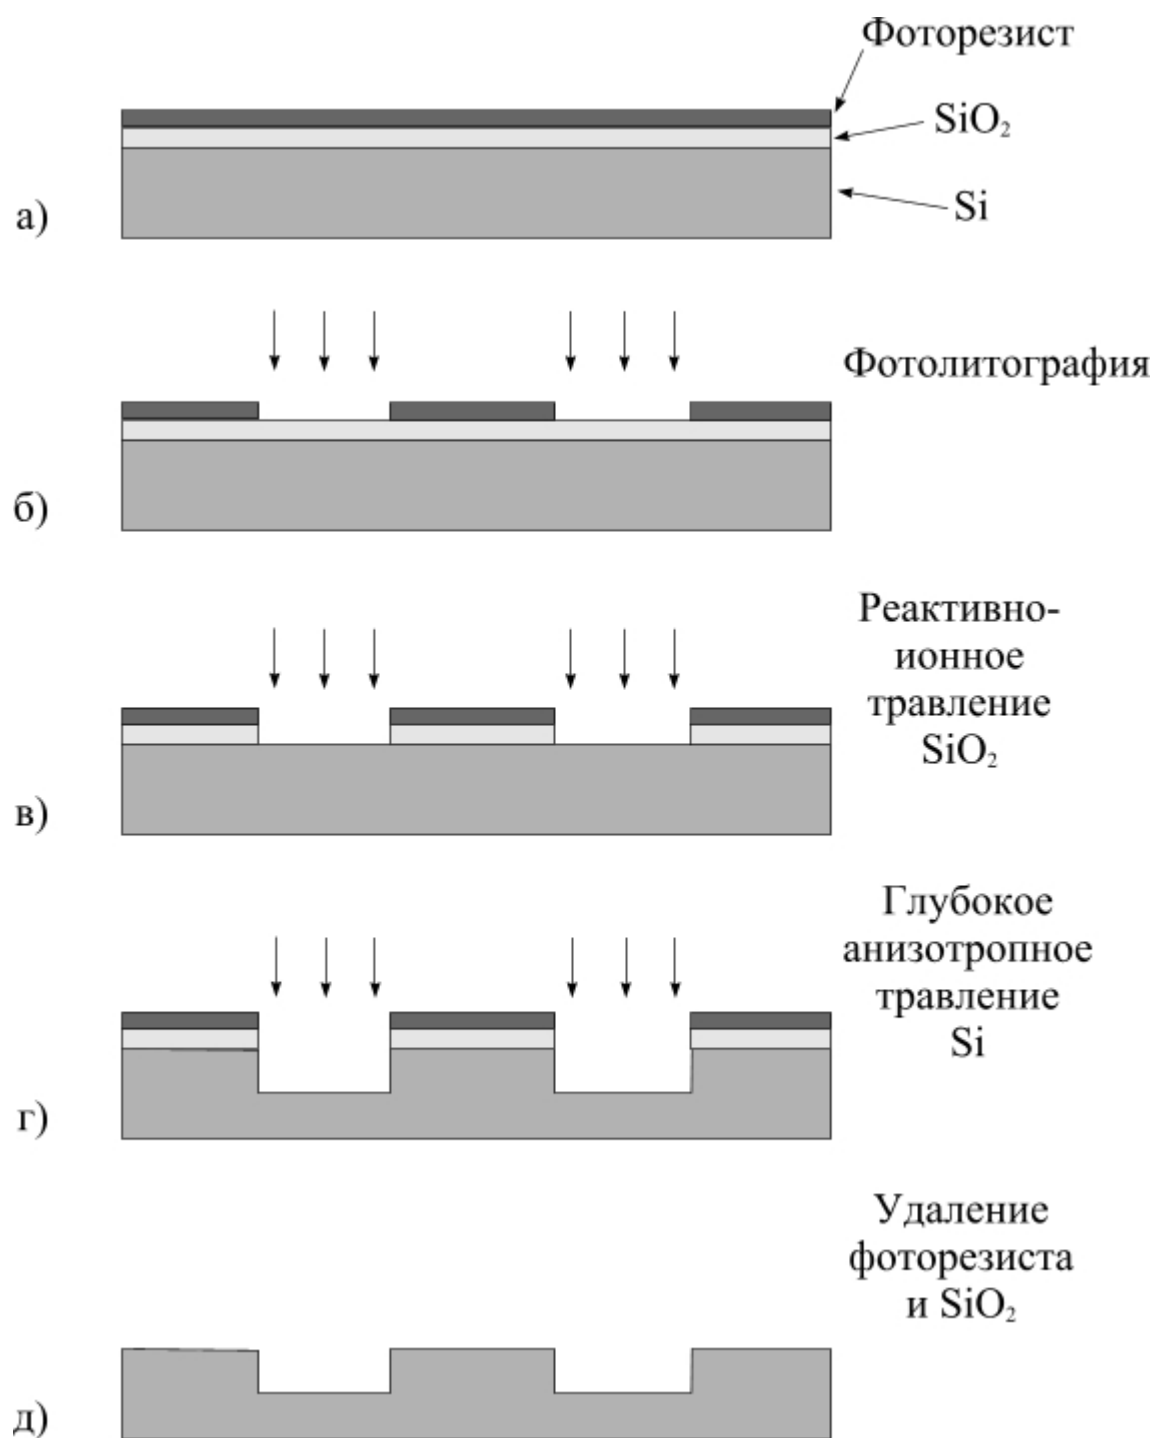 Фоторезист
SiO₂
Si
а)
Фотолитография
б)
Реактивно-
ионное
травление
SiO₂
в)
Глубокое
анизотропное
травление
Si
г)
Удаление
фоторезиста
и SiO₂
д)